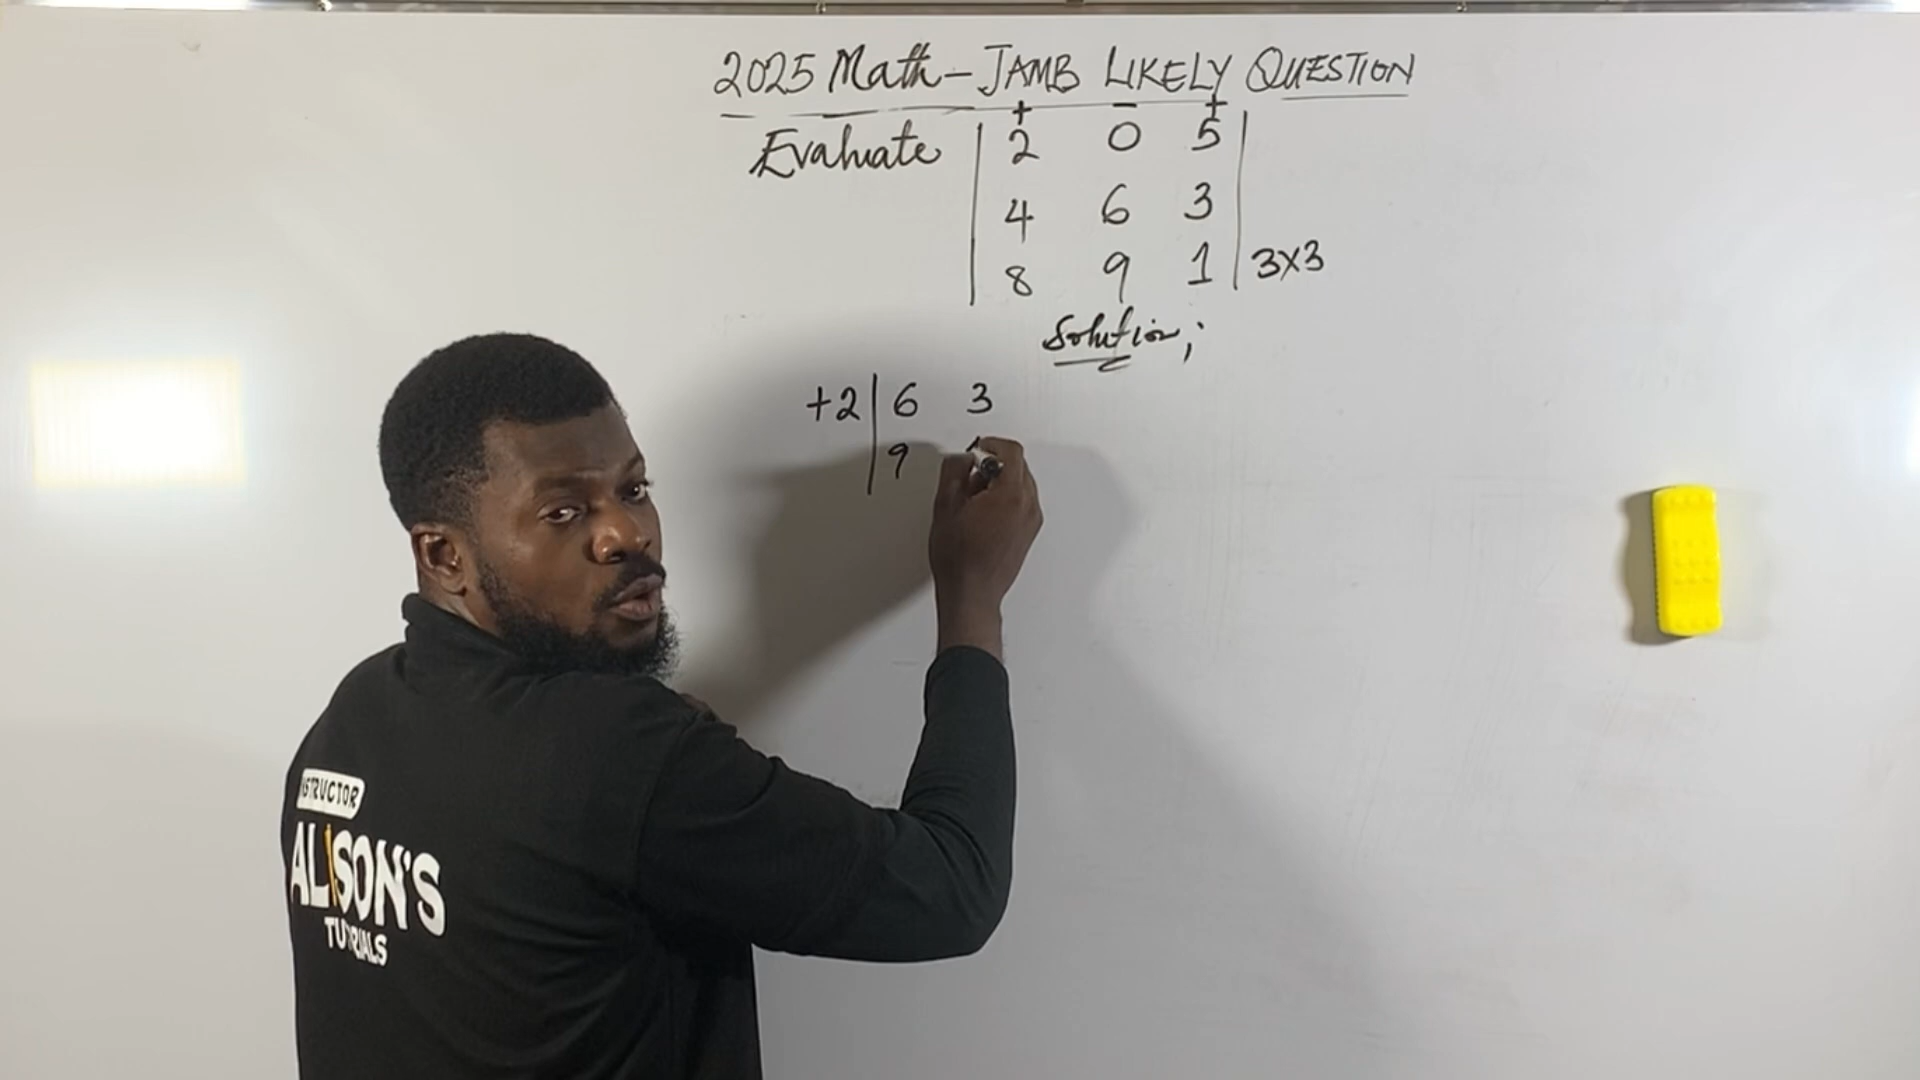 2025 Math - JAMB LIKELY QUESTION
+ - +
Evaluate | 2 0 5 |
| 4 6 3 |
| 8 9 1 | 3x3
Solution;
+2 | 6 3
| 9
ALISON'S
TUTORIALS